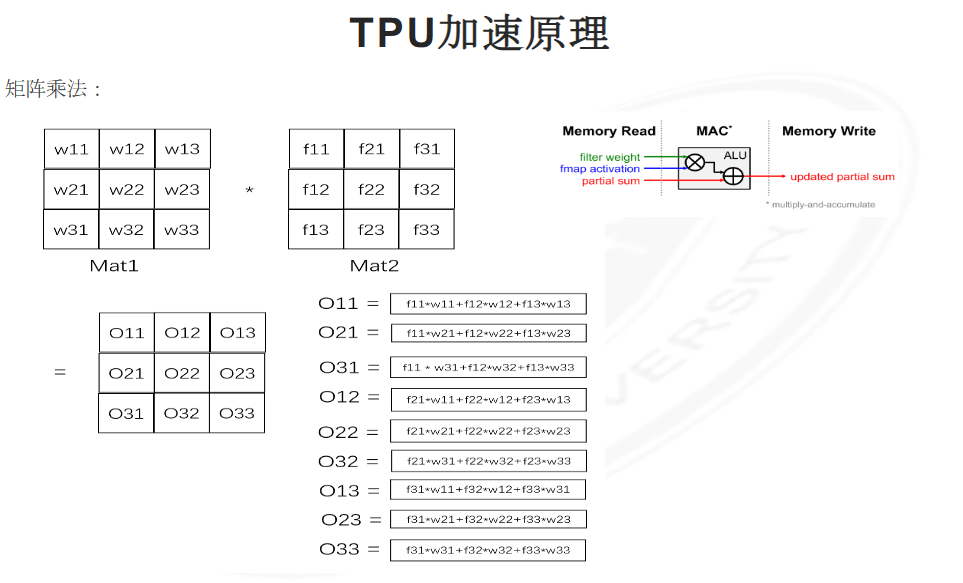 TPU加速原理
矩阵乘法：
w11 w12 w13
w21 w22 w23
w31 w32 w33
Mat1
*
f11 f21 f31
f12 f22 f32
f13 f23 f33
Mat2
Memory Read
MAC*
Memory Write
filter weight
fmap activation
partial sum
ALU
updated partial sum
* multiply-and-accumulate
=
O11 O12 O13
O21 O22 O23
O31 O32 O33
O11 = f11*w11+f12*w12+f13*w13
O21 = f11*w21+f12*w22+f13*w23
O31 = f11 * w31+f12*w32+f13*w33
O12 = f21*w11+f22*w12+f23*w13
O22 = f21*w21+f22*w22+f23*w23
O32 = f21*w31+f22*w32+f23*w33
O13 = f31*w11+f32*w12+f33*w31
O23 = f31*w21+f32*w22+f33*w23
O33 = f31*w31+f32*w32+f33*w33
VERSITY